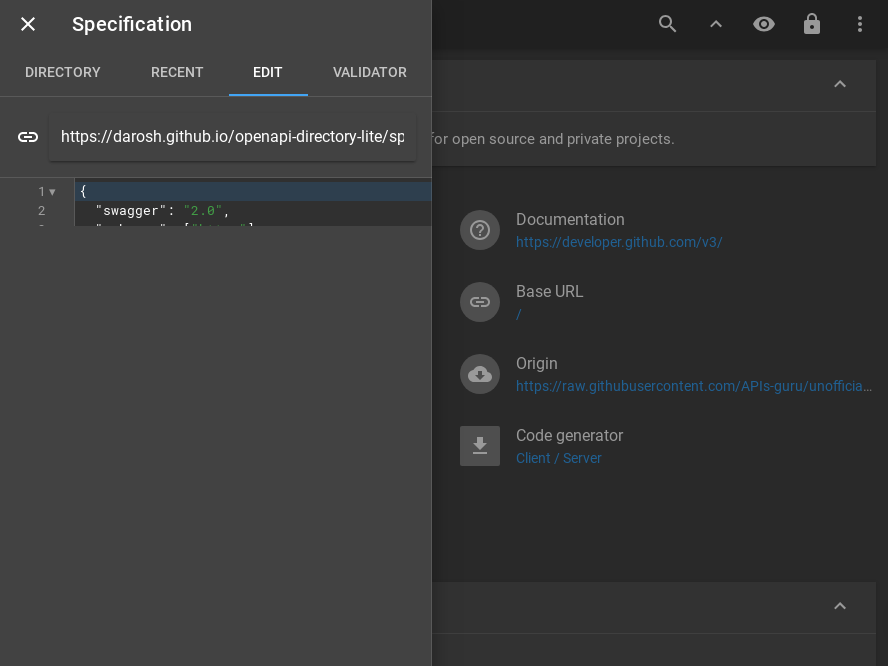 Specification
DIRECTORY RECENT EDIT VALIDATOR
https://darosh.github.io/openapi-directory-lite/sp
for open source and private projects.
1 {
2 "swagger": "2.0",
Documentation
https://developer.github.com/v3/
Base URL
/
Origin
https://raw.githubusercontent.com/APIs-guru/unofficia…
Code generator
Client / Server